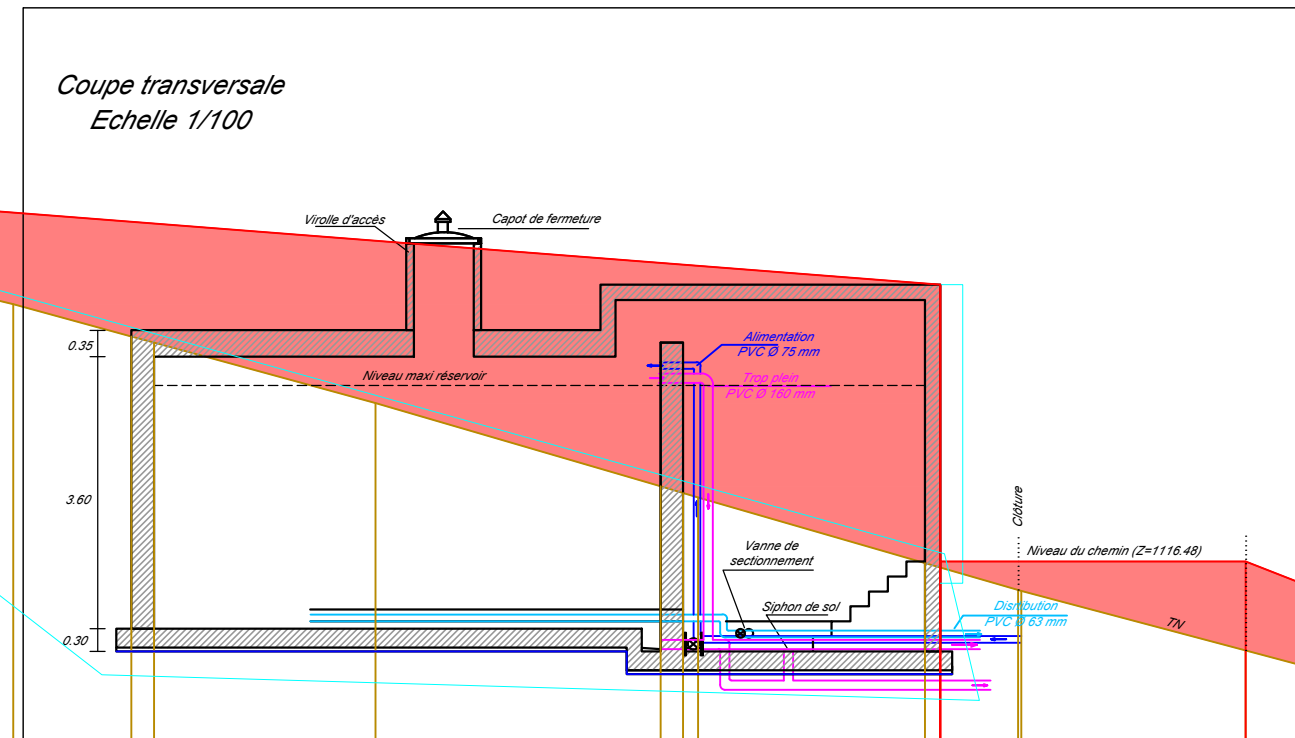 Coupe transversale
Echelle 1/100
Virolle d'accès
Capot de fermeture
0.35
Alimentation
PVC Ø 75 mm
Niveau maxi réservoir
Trop plein
PVC Ø 160 mm
3.60
Clôture
Vanne de
sectionnement
Niveau du chemin (Z=1116.48)
Siphon de sol
Disribution
PVC Ø 63 mm
TN
0.30